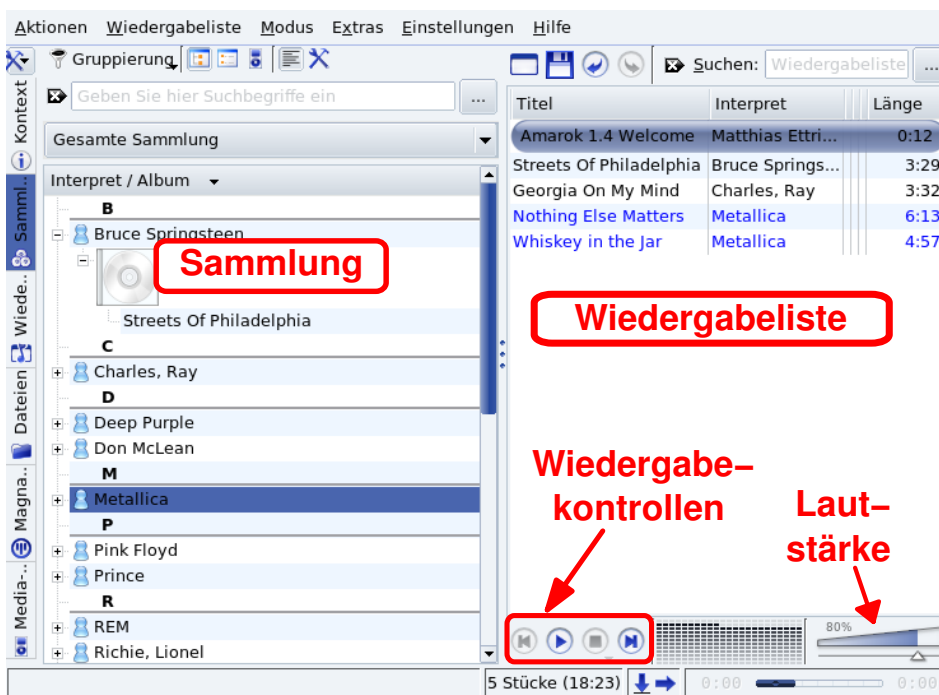 Aktionen Wiedergabeliste Modus Extras Einstellungen Hilfe
Gruppierung
Suchen: Wiedergabeliste ...
Geben Sie hier Suchbegriffe ein ...
Gesamte Sammlung
Interpret / Album
B
Bruce Springsteen
Sammlung
Streets Of Philadelphia
C
Charles, Ray
D
Deep Purple
Don McLean
M
Metallica
P
Pink Floyd
Prince
R
REM
Richie, Lionel
Kontext
Samml..
Wiede..
Dateien
Magna..
Media-..
Titel Interpret Länge
Amarok 1.4 Welcome Matthias Ettri... 0:12
Streets Of Philadelphia Bruce Springs... 3:29
Georgia On My Mind Charles, Ray 3:32
Nothing Else Matters Metallica 6:13
Whiskey in the Jar Metallica 4:57
Wiedergabeliste
Wiedergabe–
kontrollen
Laut–
stärke
80%
5 Stücke (18:23) 0:00 0:00